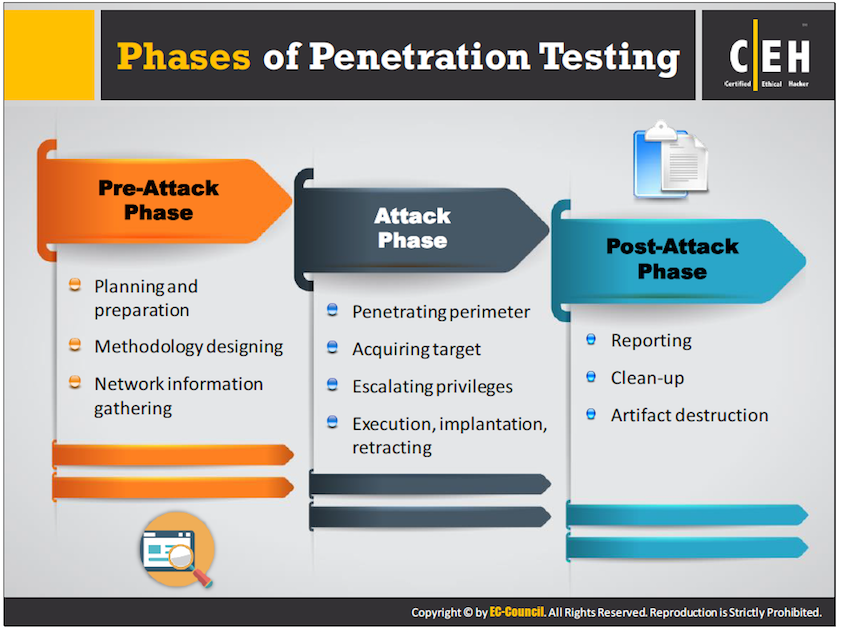 Phases of Penetration Testing
C|EH
Certified Ethical Hacker
Pre-Attack
Phase
Planning and
preparation
Methodology designing
Network information
gathering
Attack
Phase
Penetrating perimeter
Acquiring target
Escalating privileges
Execution, implantation,
retracting
Post-Attack
Phase
Reporting
Clean-up
Artifact destruction
Copyright © by EC-Council. All Rights Reserved. Reproduction is Strictly Prohibited.